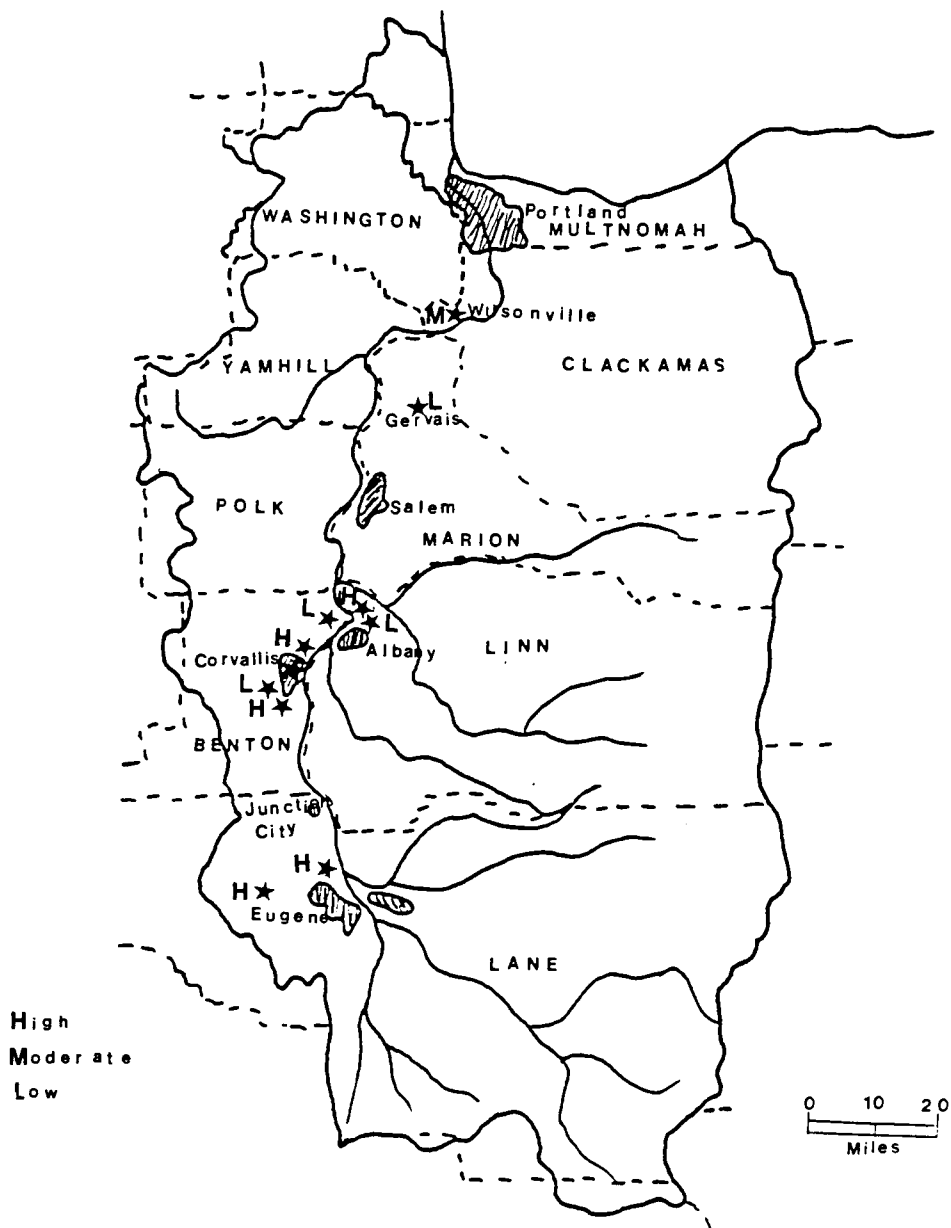 Portland
WASHINGTON
MULTNOMAH
M Wilsonville
YAMHILL
CLACKAMAS
L
Gervais
POLK
Salem
MARION
H
L
L
H
Albany
LINN
Corvallis
L
H
BENTON
Junction
City
H
H
Eugene
LANE
High
Moderate
Low
0 10 20
Miles